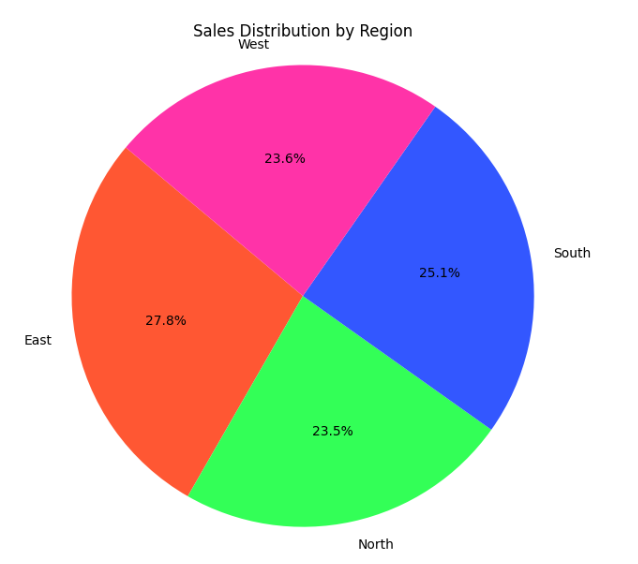 Sales Distribution by Region
West
23.6%
South
25.1%
27.8%
East
23.5%
North